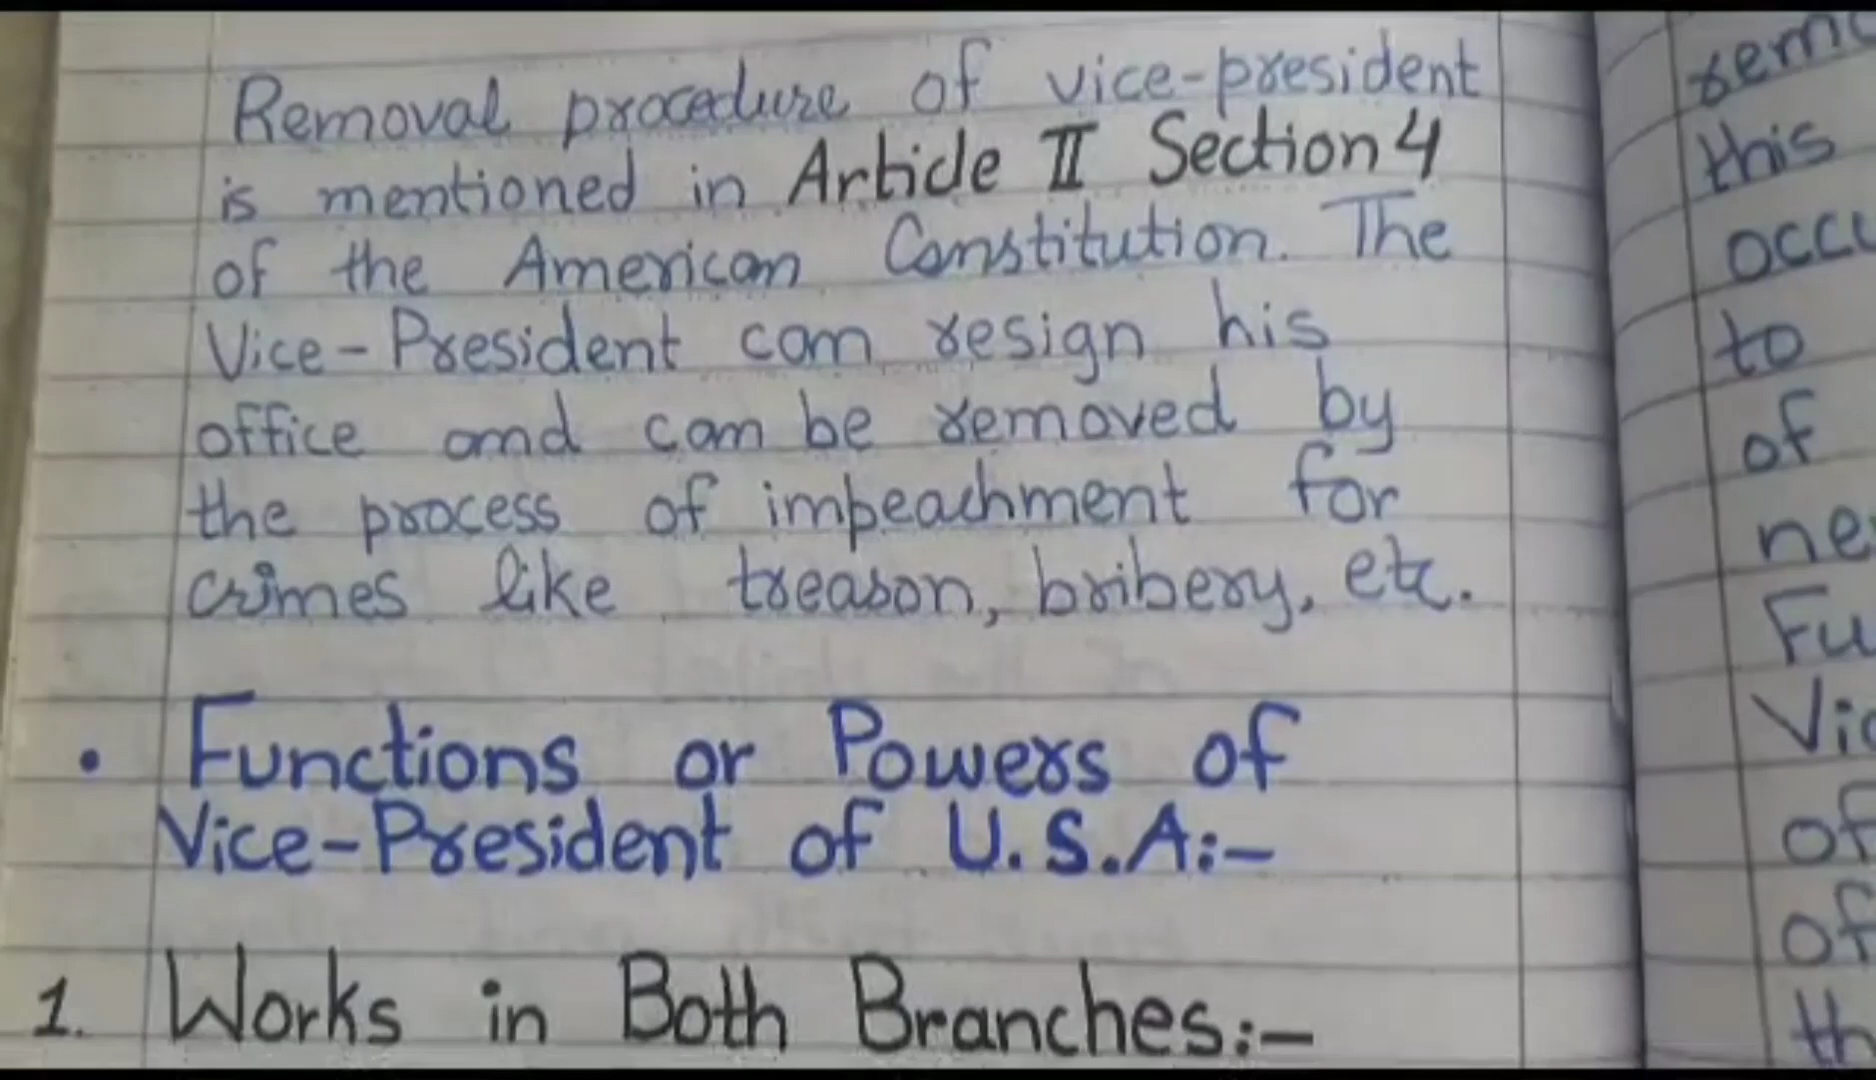 Removal procedure of vice-president
is mentioned in Article II Section 4
of the American Constitution. The
Vice-President can resign his
office and can be removed by
the process of impeachment for
crimes like treason, bribery, etc.
• Functions or Powers of
Vice-President of U.S.A:-
1. Works in Both Branches:-
this
to
of
of
of